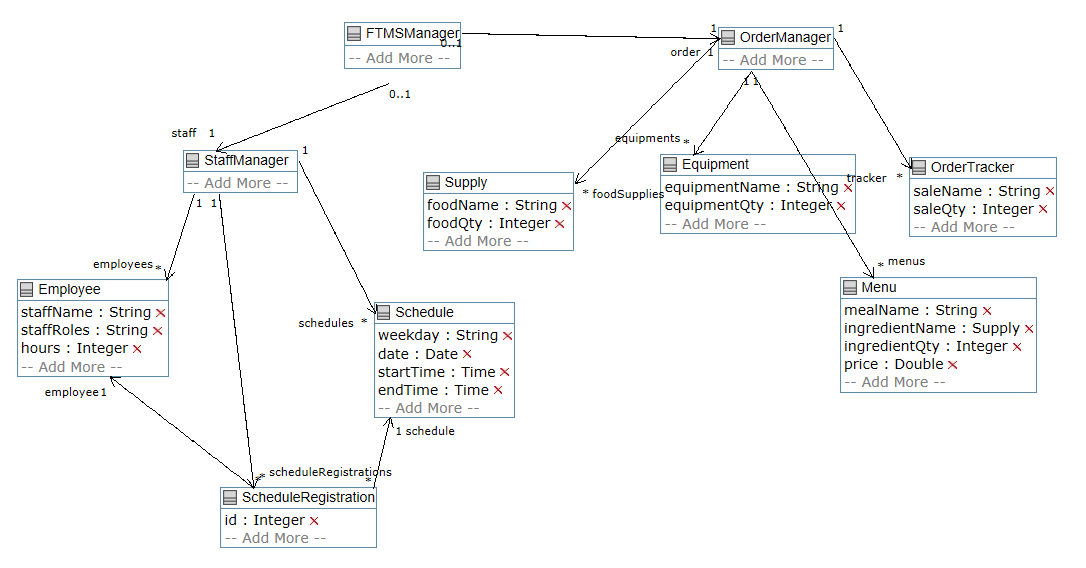 FTMSManager
-- Add More --
0..1
0..1
1
OrderManager
-- Add More --
1
order 1
1 1
staff 1
StaffManager
-- Add More --
1
1 1
equipments *
Supply
foodName : String
foodQty : Integer
-- Add More --
* foodSupplies
Equipment
equipmentName : String
equipmentQty : Integer
-- Add More --
tracker *
OrderTracker
saleName : String
saleQty : Integer
-- Add More --
employees *
Employee
staffName : String
staffRoles : String
hours : Integer
-- Add More --
employee 1
schedules *
Schedule
weekday : String
date : Date
startTime : Time
endTime : Time
-- Add More --
1 schedule
* menus
Menu
mealName : String
ingredientName : Supply
ingredientQty : Integer
price : Double
-- Add More --
** scheduleRegistrations
*
ScheduleRegistration
id : Integer
-- Add More --